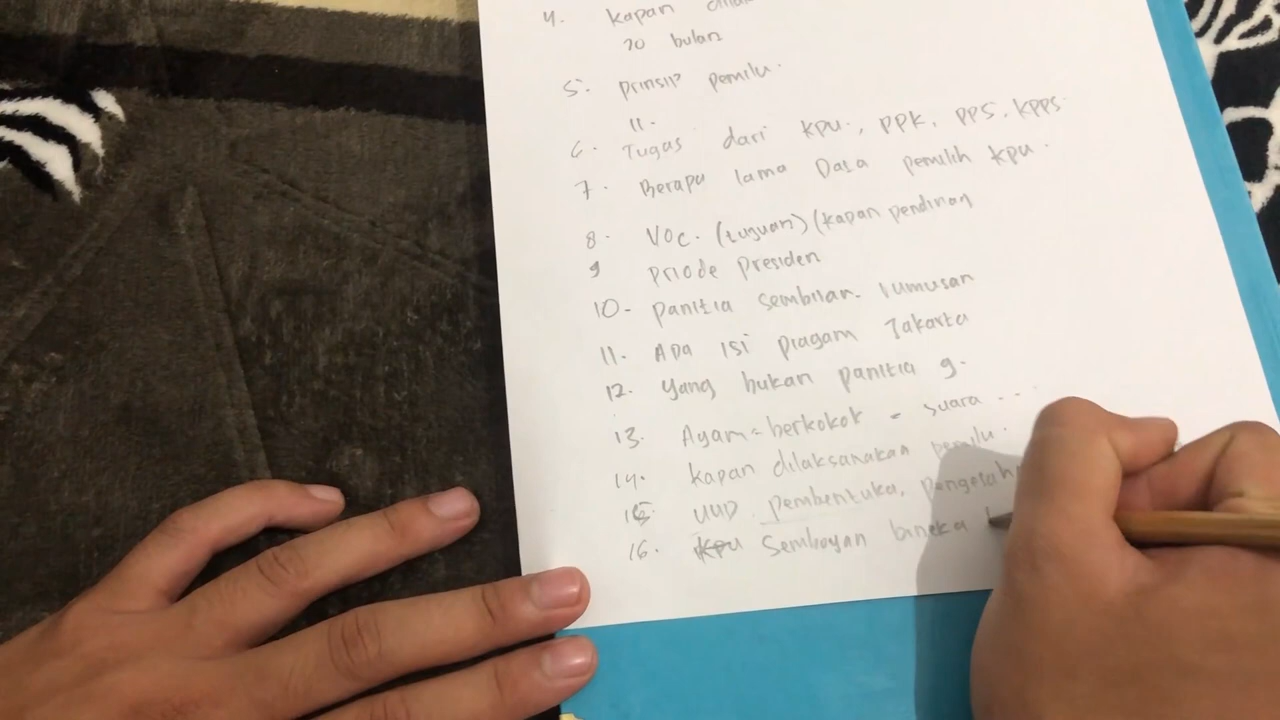 4. kapan
20 bulan
5. prinsip pemilu.
11.
6. Tugas dari kpu., PPK, PPS, KPPS.
7. Berapa lama Data pemilih kpu.
8. VOC. (tujuan) (kapan pendirian
9 priode presiden
10- panitia sembilan. rumusan
11. Apa isi piagam Jakarta
12. yang bukan panitia 9.
13. Ayam = berkokok - suara ...
14. kapan dilaksanakan pemilu.
15 UUD pembentuka, pengesah
16. Semboyan bineka